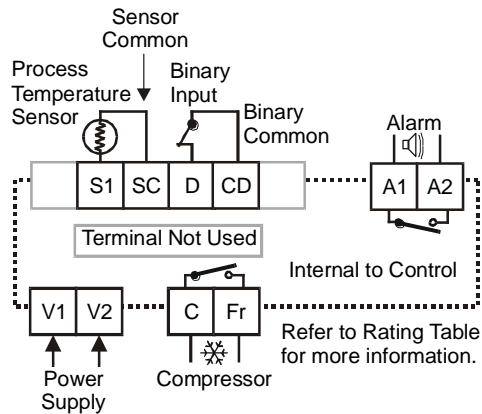 Sensor
Common
Process
Temperature
Sensor
Binary
Input
Binary
Common
Alarm
S1 SC D CD
A1 A2
Terminal Not Used
Internal to Control
V1 V2
C Fr
Refer to Rating Table
for more information.
Power
Supply
Compressor